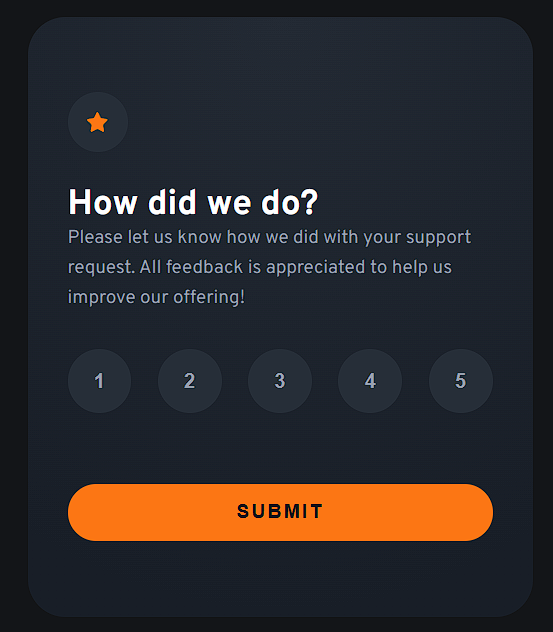 How did we do?
Please let us know how we did with your support
request. All feedback is appreciated to help us
improve our offering!
1 2 3 4 5
SUBMIT